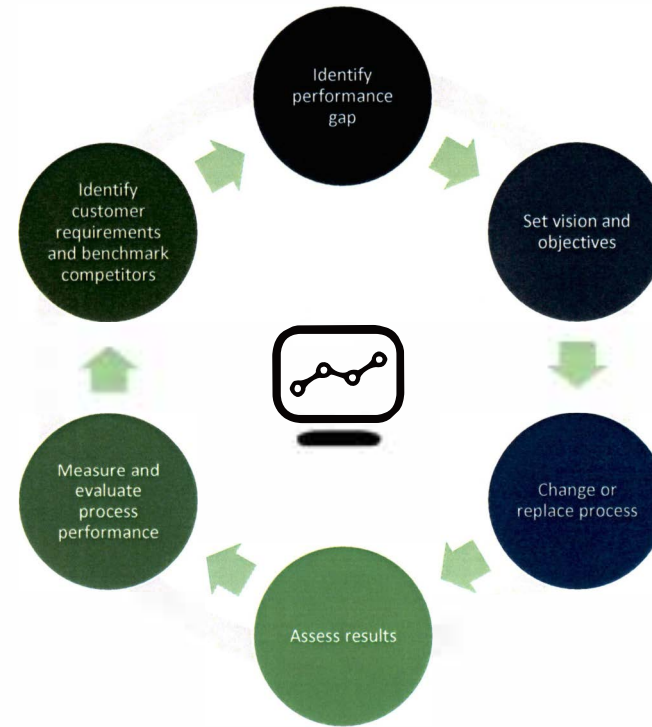 Identify
performance
gap
Set vision and
objectives
Change or
replace process
Assess results
Measure and
evaluate
process
performance
Identify
customer
requirements
and benchmark
competitors